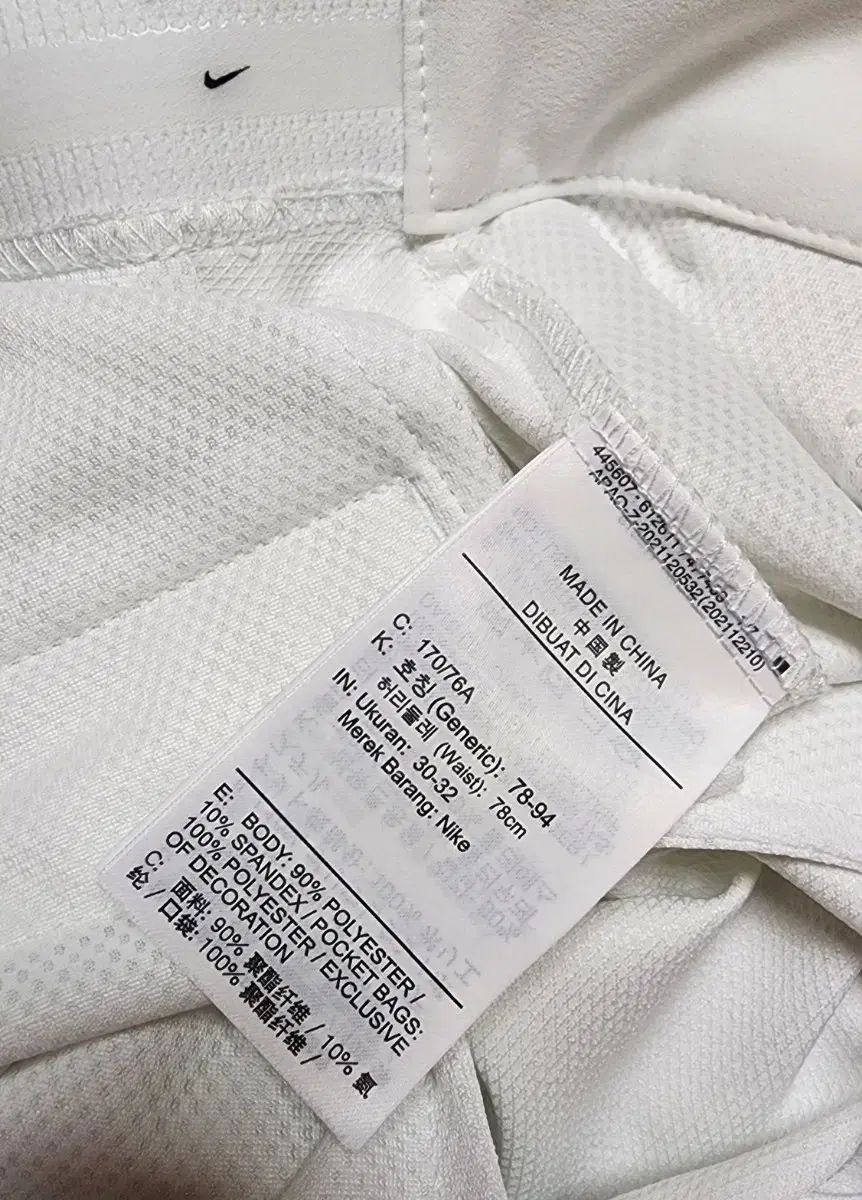 APAO-Z-2021120532(202112210)
MADE IN CHINA
中国製
DIBUAT DI CINA
C: 170/76A
K: 호칭 (Generic): 78-94
허리둘레 (Waist): 78cm
IN: Ukuran: 30-32
Merek Barang: Nike
E: BODY: 90% POLYESTER /
10% SPANDEX / POCKET BAGS:
100% POLYESTER / EXCLUSIVE
OF DECORATION
C: 面料: 90% 聚酯纤维 / 10% 氨
纶 / 口袋: 100% 聚酯纤维 /